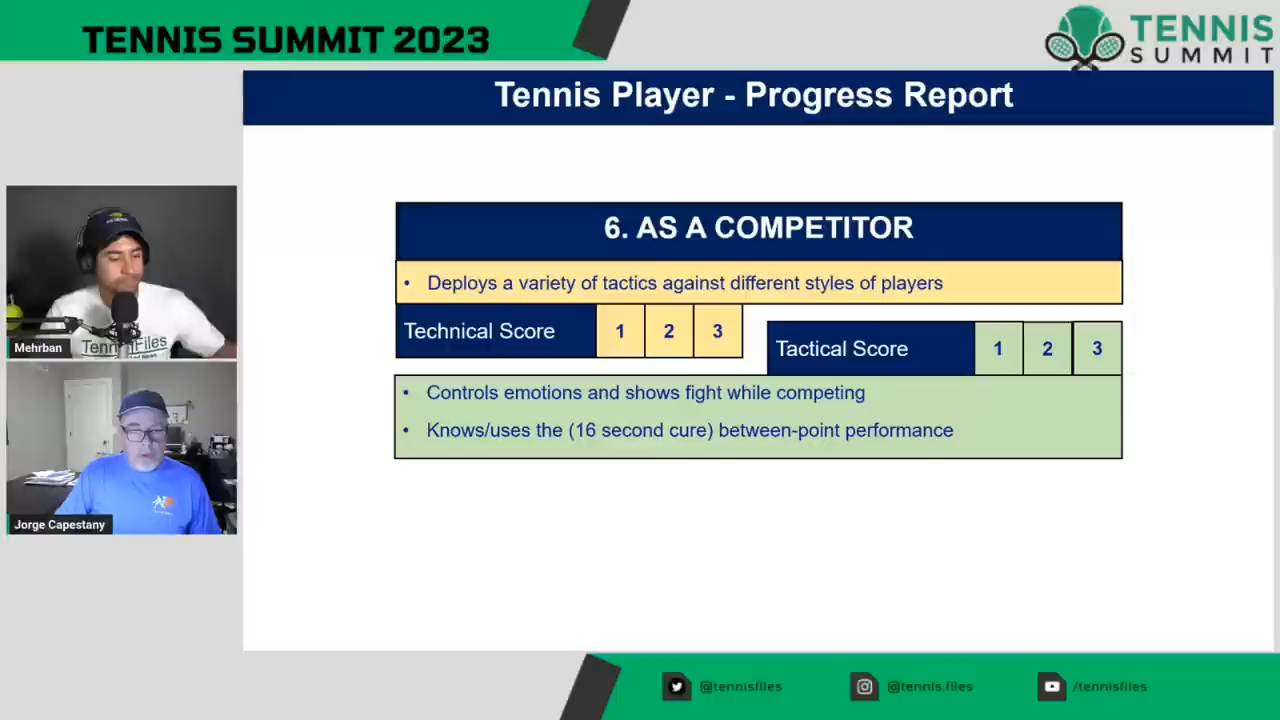 TENNIS SUMMIT 2023
TENNIS
SUMMIT
Tennis Player - Progress Report
6. AS A COMPETITOR
• Deploys a variety of tactics against different styles of players
Technical Score 1 2 3
Tactical Score 1 2 3
• Controls emotions and shows fight while competing
• Knows/uses the (16 second cure) between-point performance
Mehrban
Jorge Capestany
@tennisfiles
@tennis.files
/tennisfiles